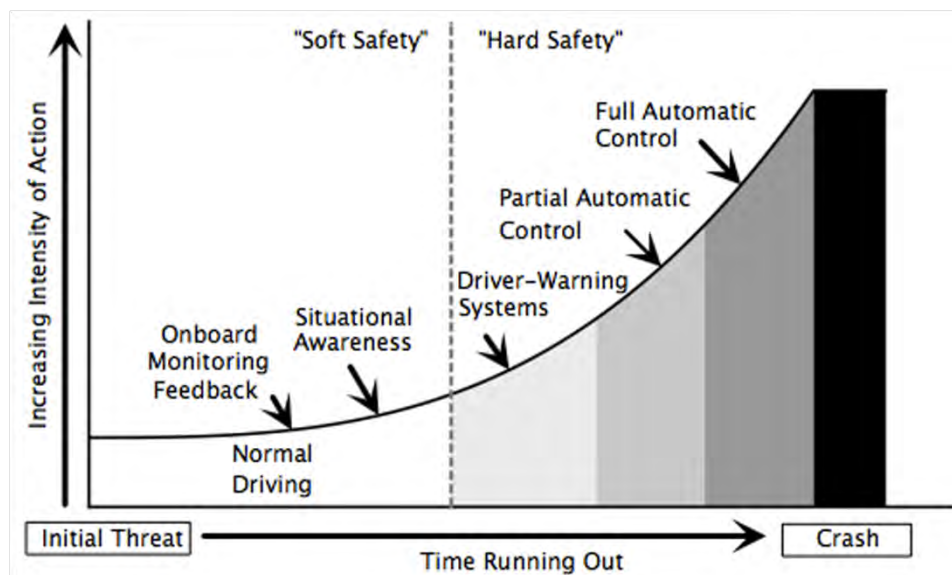 "Soft Safety"
"Hard Safety"
Increasing Intensity of Action
Full Automatic
Control
Partial Automatic
Control
Driver-Warning
Systems
Situational
Awareness
Onboard
Monitoring
Feedback
Normal
Driving
Initial Threat
Time Running Out
Crash